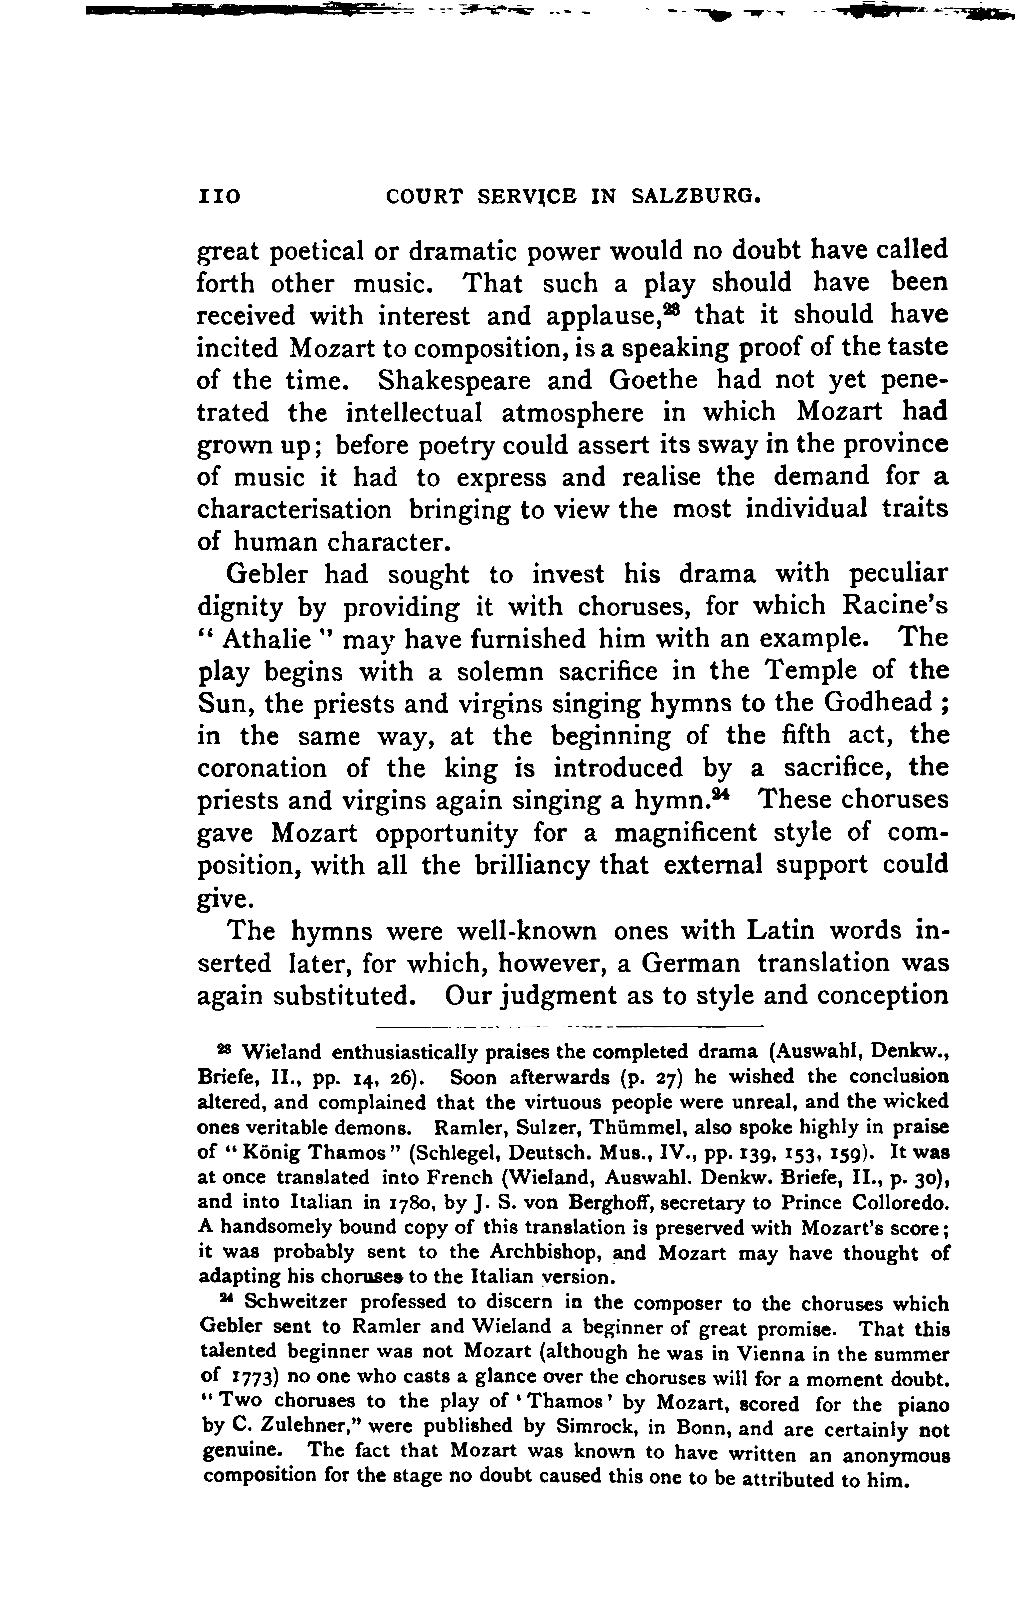 110 COURT SERVICE IN SALZBURG.
great poetical or dramatic power would no doubt have called
forth other music. That such a play should have been
received with interest and applause,²³ that it should have
incited Mozart to composition, is a speaking proof of the taste
of the time. Shakespeare and Goethe had not yet pene-
trated the intellectual atmosphere in which Mozart had
grown up; before poetry could assert its sway in the province
of music it had to express and realise the demand for a
characterisation bringing to view the most individual traits
of human character.
Gebler had sought to invest his drama with peculiar
dignity by providing it with choruses, for which Racine's
" Athalie " may have furnished him with an example. The
play begins with a solemn sacrifice in the Temple of the
Sun, the priests and virgins singing hymns to the Godhead ;
in the same way, at the beginning of the fifth act, the
coronation of the king is introduced by a sacrifice, the
priests and virgins again singing a hymn.²⁴ These choruses
gave Mozart opportunity for a magnificent style of com-
position, with all the brilliancy that external support could
give.
The hymns were well-known ones with Latin words in-
serted later, for which, however, a German translation was
again substituted. Our judgment as to style and conception
²³ Wieland enthusiastically praises the completed drama (Auswahl, Denkw.,
Briefe, II., pp. 14, 26). Soon afterwards (p. 27) he wished the conclusion
altered, and complained that the virtuous people were unreal, and the wicked
ones veritable demons. Ramler, Sulzer, Thümmel, also spoke highly in praise
of " König Thamos" (Schlegel, Deutsch. Mus., IV., pp. 139, 153, 159). It was
at once translated into French (Wieland, Auswahl. Denkw. Briefe, II., p. 30),
and into Italian in 1780, by J. S. von Berghoff, secretary to Prince Colloredo.
A handsomely bound copy of this translation is preserved with Mozart's score;
it was probably sent to the Archbishop, and Mozart may have thought of
adapting his choruses to the Italian version.
²⁴ Schweitzer professed to discern in the composer to the choruses which
Gebler sent to Ramler and Wieland a beginner of great promise. That this
talented beginner was not Mozart (although he was in Vienna in the summer
of 1773) no one who casts a glance over the choruses will for a moment doubt.
" Two choruses to the play of ' Thamos' by Mozart, scored for the piano
by C. Zulehner," were published by Simrock, in Bonn, and are certainly not
genuine. The fact that Mozart was known to have written an anonymous
composition for the stage no doubt caused this one to be attributed to him.